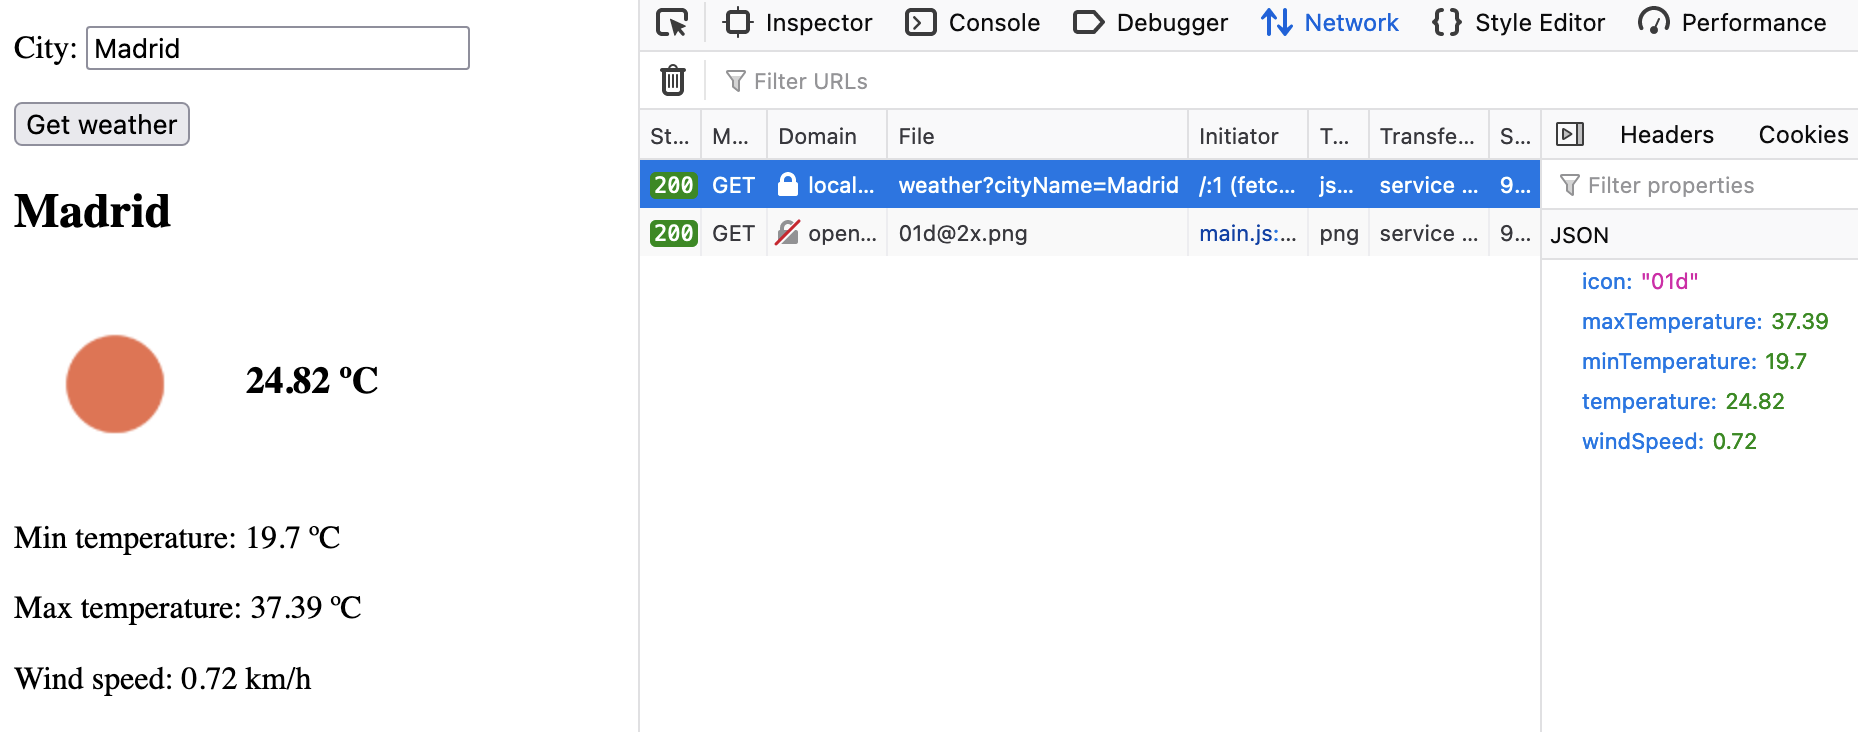 City: Madrid
Get weather
Madrid
24.82 ºC
Min temperature: 19.7 ºC
Max temperature: 37.39 ºC
Wind speed: 0.72 km/h
Inspector Console Debugger Network Style Editor Performance
Filter URLs
St... M... Domain File Initiator T... Transfe... S...
200 GET local... weather?cityName=Madrid /:1 (fetc... js... service ... 9...
200 GET open... 01d@2x.png main.js:... png service ... 9...
Headers Cookies
Filter properties
JSON
icon: "01d"
maxTemperature: 37.39
minTemperature: 19.7
temperature: 24.82
windSpeed: 0.72